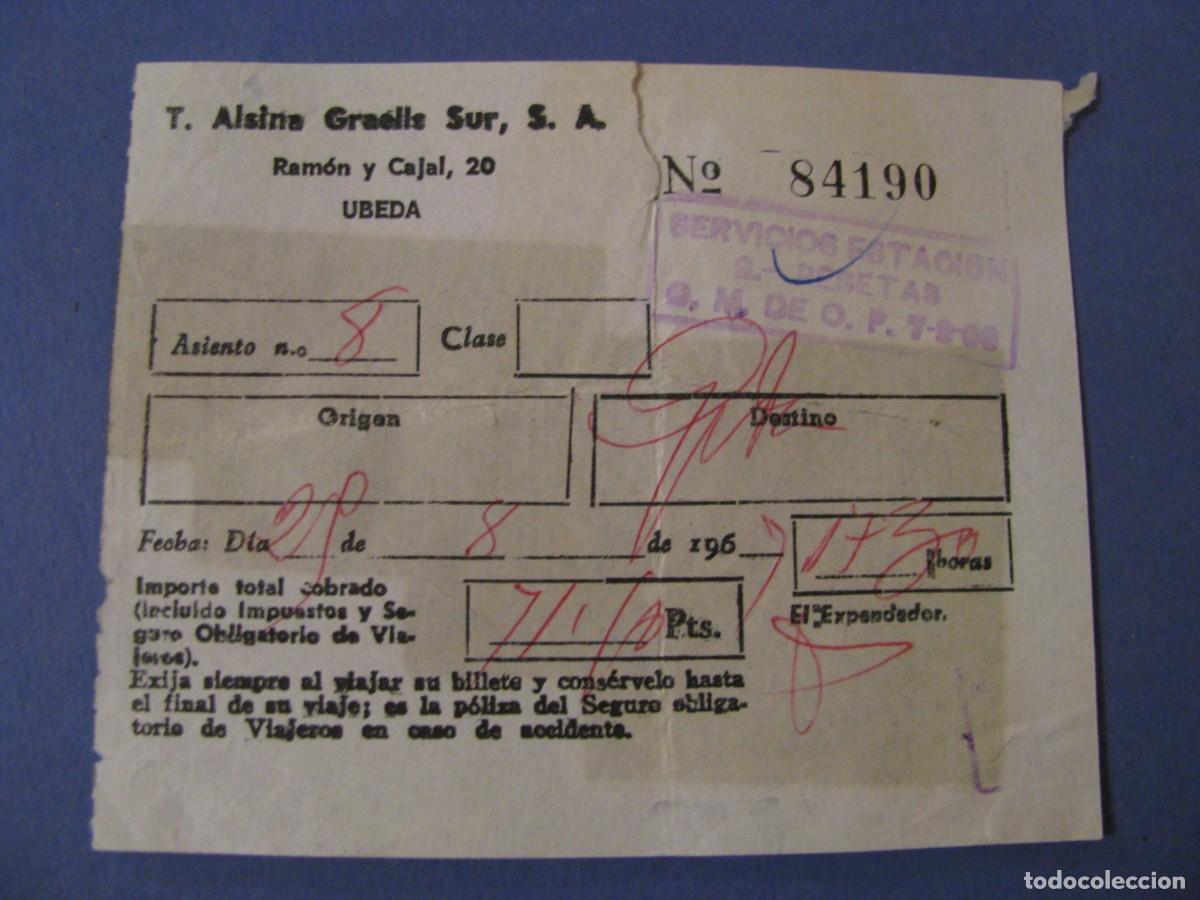 T. Alsina Graells Sur, S. A.
Ramón y Cajal, 20
UBEDA
Nº 84190
SERVICIOS ESTACION
2.- PESETAS
O. M. DE O. P. 7-2-66
Asiento n.o 8
Clase
Origen
Destino
Fecha: Día 29 de 8 de 196
1730 horas
Importe total cobrado
(incluido Impuestos y Se-
guro Obligatorio de Via-
jeros).
Pts.
El Expendedor.
Exija siempre al viajar su billete y consérvelo hasta
el final de su viaje; es la póliza del Seguro obliga-
torio de Viajeros en caso de accidente.
todocoleccion